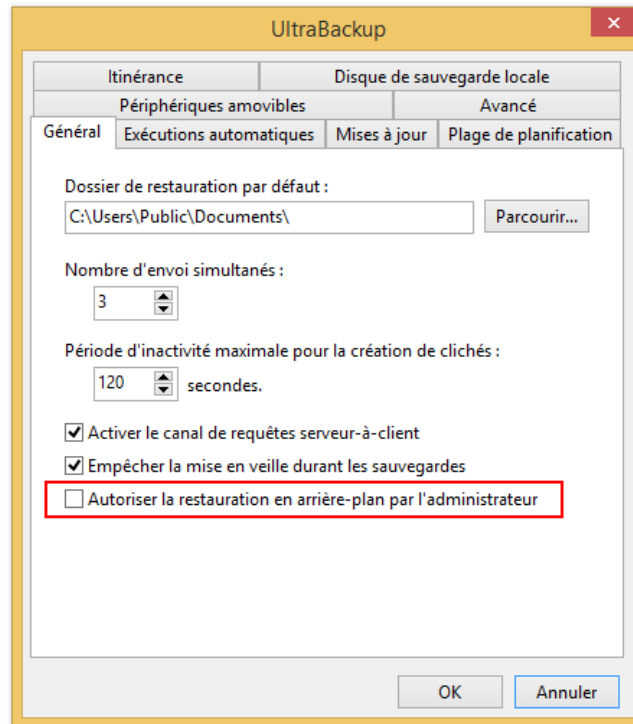 UltraBackup
Itinérance
Disque de sauvegarde locale
Périphériques amovibles
Avancé
Général
Exécutions automatiques
Mises à jour
Plage de planification
Dossier de restauration par défaut :
C:\Users\Public\Documents\
Parcourir...
Nombre d'envoi simultanés :
3
Période d'inactivité maximale pour la création de clichés :
120 secondes.
Activer le canal de requêtes serveur-à-client
Empêcher la mise en veille durant les sauvegardes
Autoriser la restauration en arrière-plan par l'administrateur
OK
Annuler